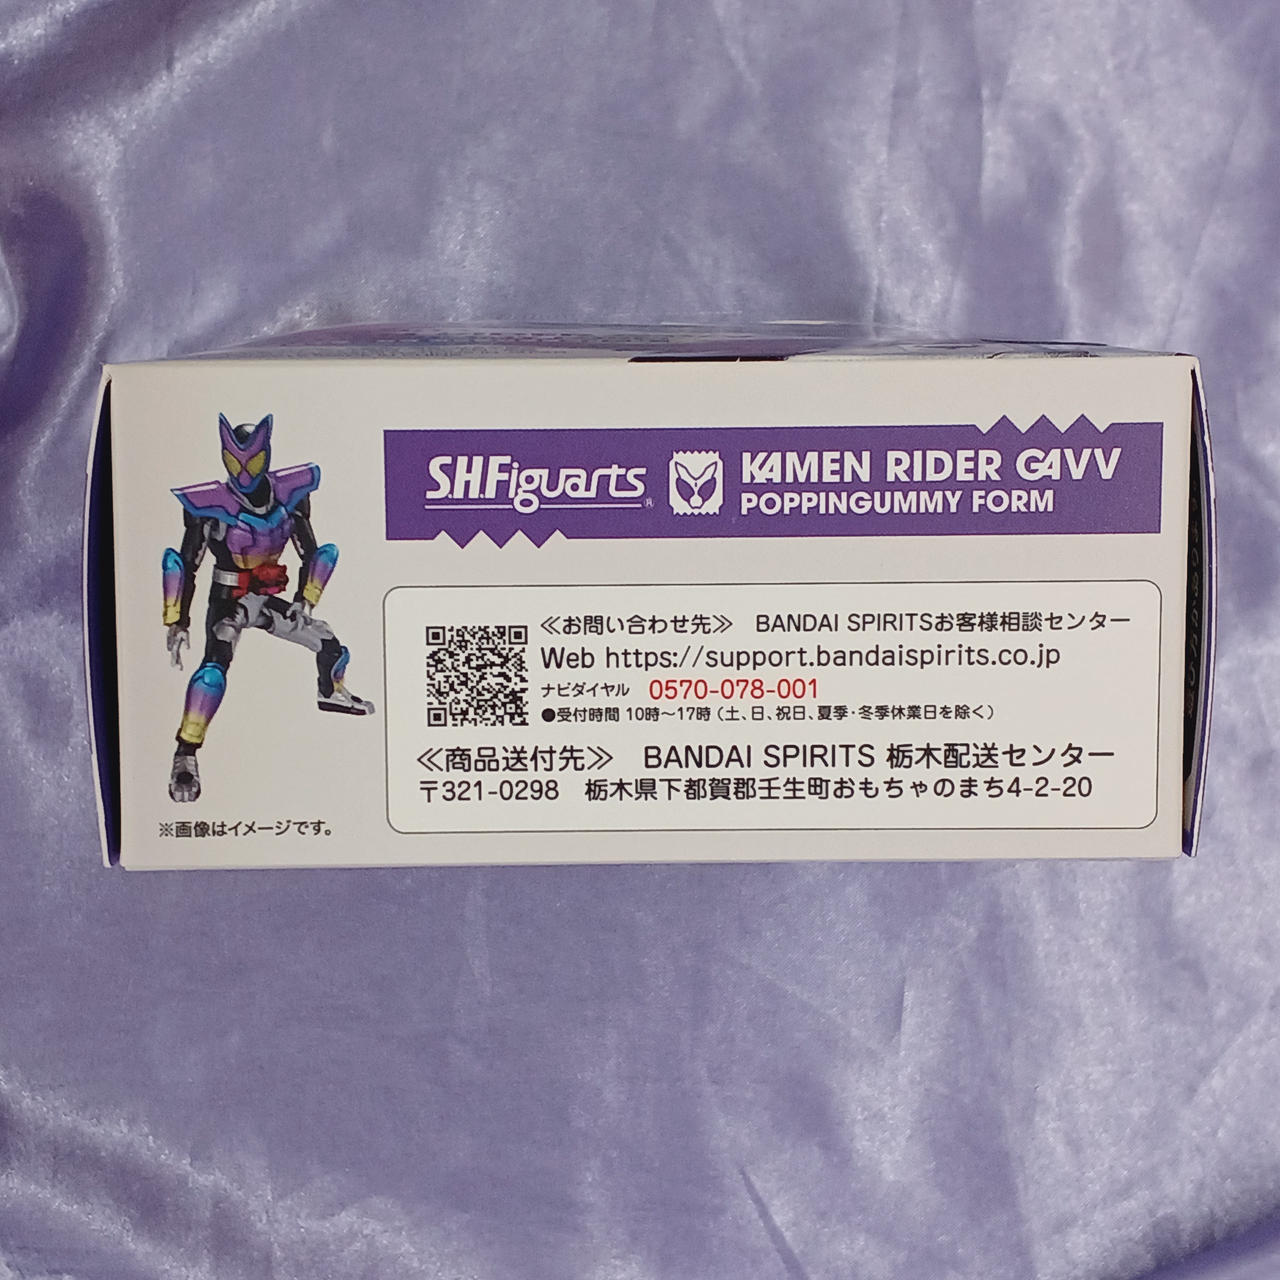 S.H.Figuarts®
KAMEN RIDER GAVV
POPPINGUMMY FORM
≪お問い合わせ先≫ BANDAI SPIRITSお客様相談センター
Web https://support.bandaispirits.co.jp
ナビダイヤル 0570-078-001
●受付時間 10時～17時（土、日、祝日、夏季・冬季休業日を除く）
≪商品送付先≫ BANDAI SPIRITS 栃木配送センター
〒321-0298 栃木県下都賀郡壬生町おもちゃのまち4-2-20
※画像はイメージです。